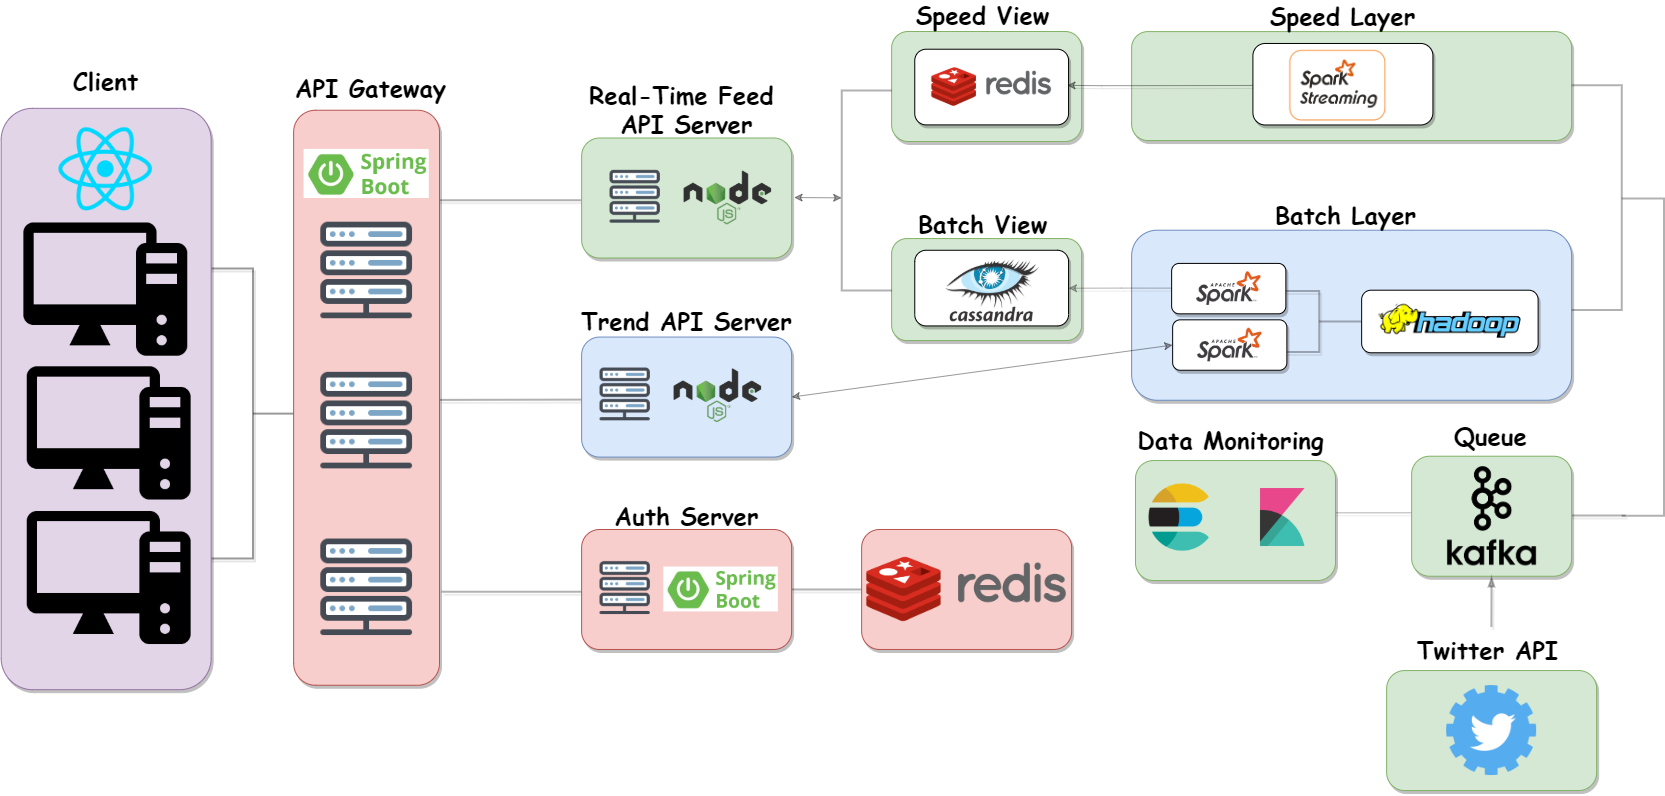 Client
API Gateway
Spring
Boot
Real-Time Feed
API Server
node
JS
Trend API Server
node
JS
Auth Server
Spring
Boot
redis
Speed View
redis
Batch View
cassandra
Speed Layer
Spark
Streaming
Batch Layer
APACHE
Spark
APACHE
Spark
hadoop
Data Monitoring
Queue
kafka
Twitter API